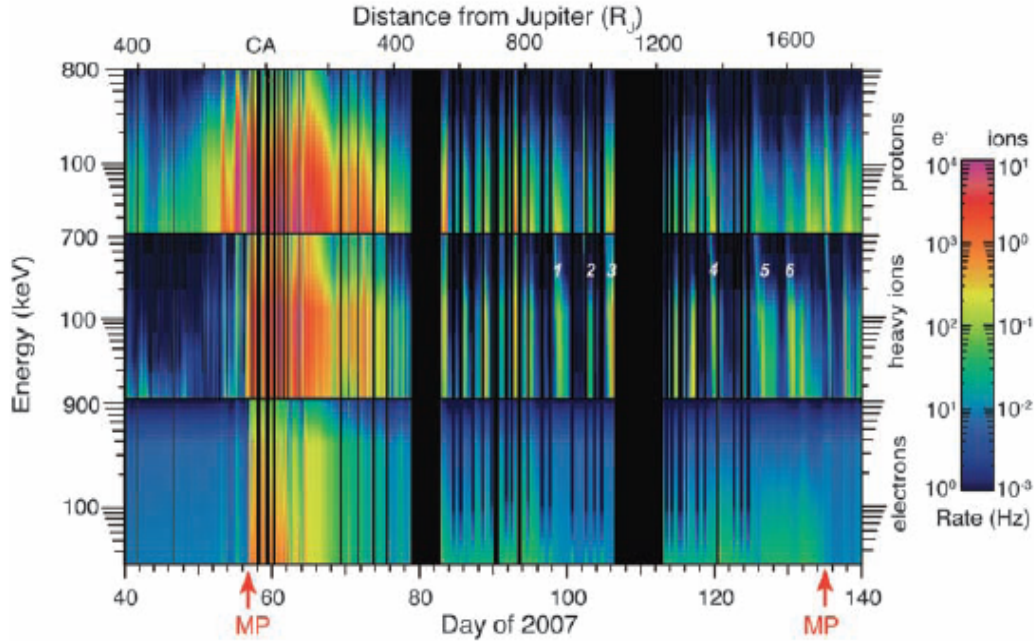 Distance from Jupiter (RJ)
400 CA 400 800 1200 1600
800
100
protons
700
100
heavy ions
1 2 3 4 5 6
900
100
electrons
Energy (keV)
40 60 80 100 120 140
MP Day of 2007 MP
e- ions
10⁴ 10¹
10³ 10⁰
10² 10⁻¹
10¹ 10⁻²
10⁰ 10⁻³
Rate (Hz)